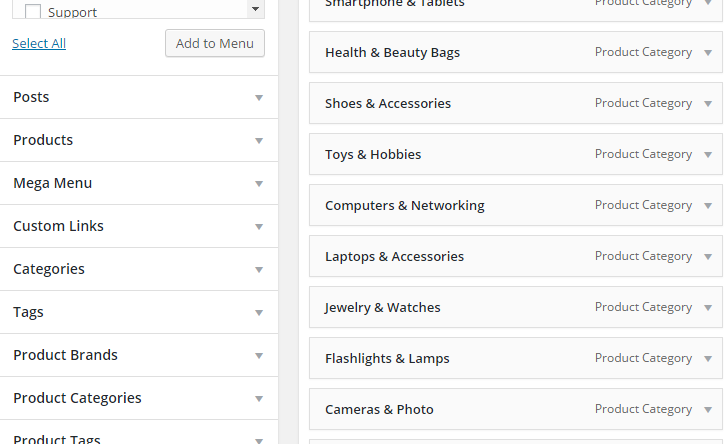 Support
Select All
Add to Menu
Posts
Products
Mega Menu
Custom Links
Categories
Tags
Product Brands
Product Categories
Product Tags
Smartphone & Tablets Product Category
Health & Beauty Bags Product Category
Shoes & Accessories Product Category
Toys & Hobbies Product Category
Computers & Networking Product Category
Laptops & Accessories Product Category
Jewelry & Watches Product Category
Flashlights & Lamps Product Category
Cameras & Photo Product Category